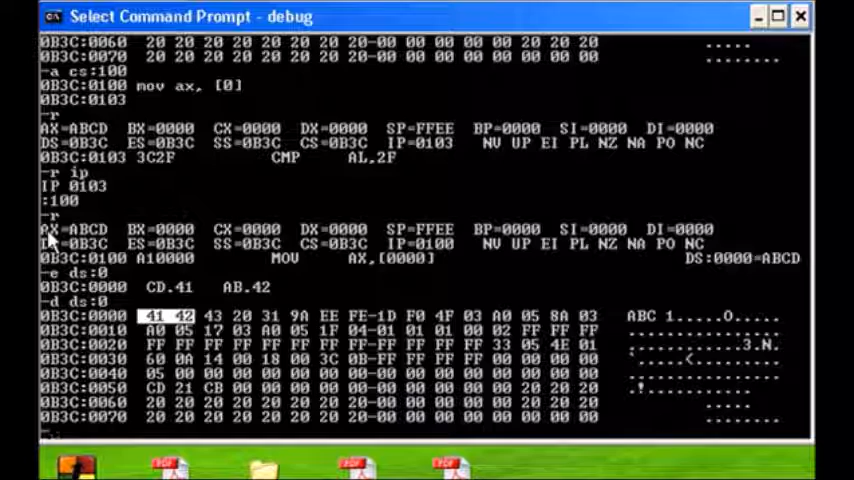 Select Command Prompt - debug
0B3C:0060 20 20 20 20 20 20 20 20-00 00 00 00 00 20 20 20 .....
0B3C:0070 20 20 20 20 20 20 20 20-00 00 00 00 00 00 00 00 ........
-a cs:100
0B3C:0100 mov ax, [0]
0B3C:0103
-r
AX=ABCD BX=0000 CX=0000 DX=0000 SP=FFEE BP=0000 SI=0000 DI=0000
DS=0B3C ES=0B3C SS=0B3C CS=0B3C IP=0103 NV UP EI PL NZ NA PO NC
0B3C:0103 3C2F CMP AL,2F
-r ip
IP 0103
:100
-r
AX=ABCD BX=0000 CX=0000 DX=0000 SP=FFEE BP=0000 SI=0000 DI=0000
DS=0B3C ES=0B3C SS=0B3C CS=0B3C IP=0100 NV UP EI PL NZ NA PO NC
0B3C:0100 A10000 MOV AX,[0000] DS:0000=ABCD
-e ds:0
0B3C:0000 CD.41 AB.42
-d ds:0
0B3C:0000 41 42 43 20 31 9A EE FE-1D F0 4F 03 A0 05 8A 03 ABC 1.....O.....
0B3C:0010 A0 05 17 03 A0 05 1F 04-01 01 01 00 02 FF FF FF ................
0B3C:0020 FF FF FF FF FF FF FF FF-FF FF FF FF 33 05 4E 01 ............3.N.
0B3C:0030 60 0A 14 00 18 00 3C 0B-FF FF FF FF 00 00 00 00 `.....<.........
0B3C:0040 05 00 00 00 00 00 00 00-00 00 00 00 00 00 00 00 ................
0B3C:0050 CD 21 CB 00 00 00 00 00-00 00 00 00 00 20 20 20 .!...........
0B3C:0060 20 20 20 20 20 20 20 20-00 00 00 00 00 20 20 20 .....
0B3C:0070 20 20 20 20 20 20 20 20-00 00 00 00 00 00 00 00 ........
-